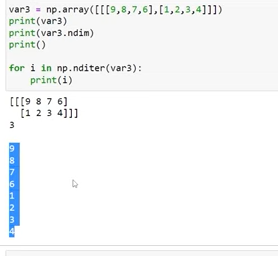 var3 = np.array([[[9,8,7,6],[1,2,3,4]]])
print(var3)
print(var3.ndim)
print()
for i in np.nditer(var3):
    print(i)
[[[9 8 7 6]
  [1 2 3 4]]]
3
9
8
7
6
1
2
3
4